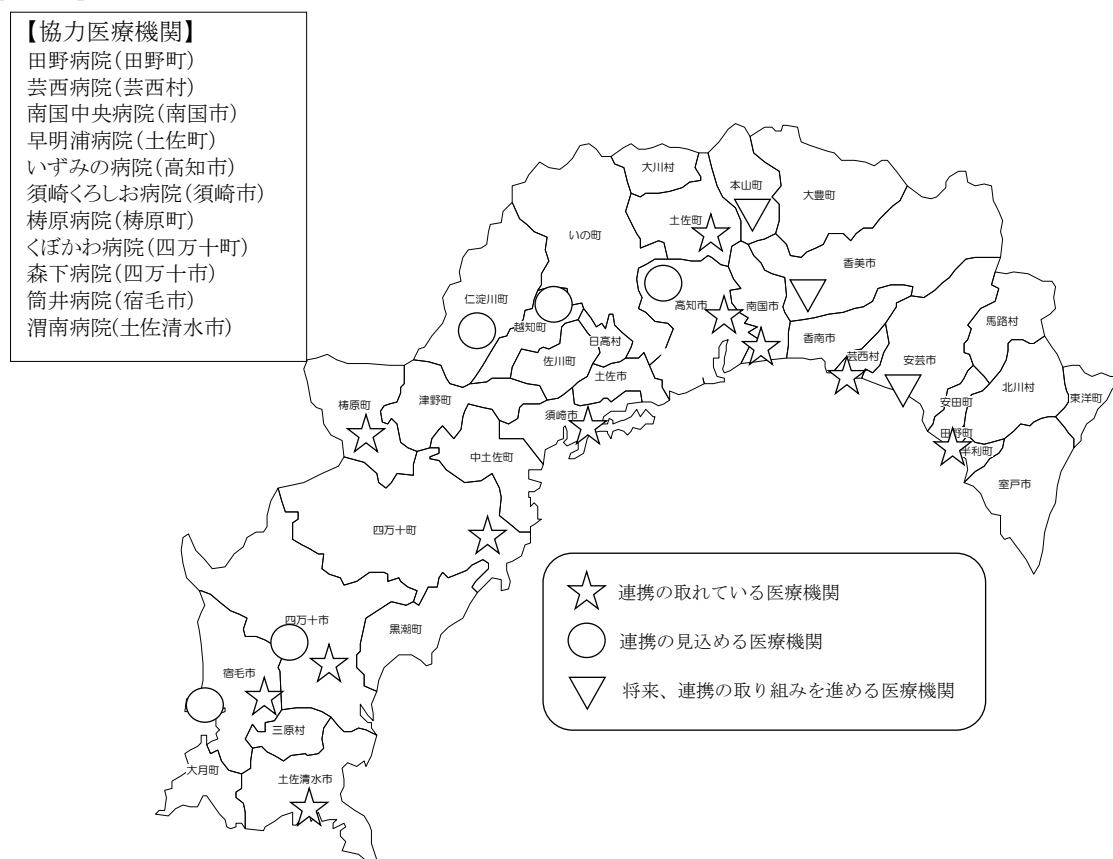 【協力医療機関】
田野病院(田野町)
芸西病院(芸西村)
南国中央病院(南国市)
早明浦病院(土佐町)
いずみの病院(高知市)
須崎くろしお病院(須崎市)
梼原病院(梼原町)
くぼかわ病院(四万十町)
森下病院(四万十市)
筒井病院(宿毛市)
渭南病院(土佐清水市)
大川村
本山町
大豊町
土佐町
いの町
香美市
仁淀川町
高知市
南国市
越知町
馬路村
香南市
日高村
芸西村
安芸市
佐川町
土佐市
北川村
津野町
安田町
東洋町
梼原町
須崎市
田野町
中土佐町
奈半利町
室戸市
四万十町
四万十市
黒潮町
宿毛市
三原村
大月町
土佐清水市
連携の取れている医療機関
連携の見込める医療機関
将来、連携の取り組みを進める医療機関